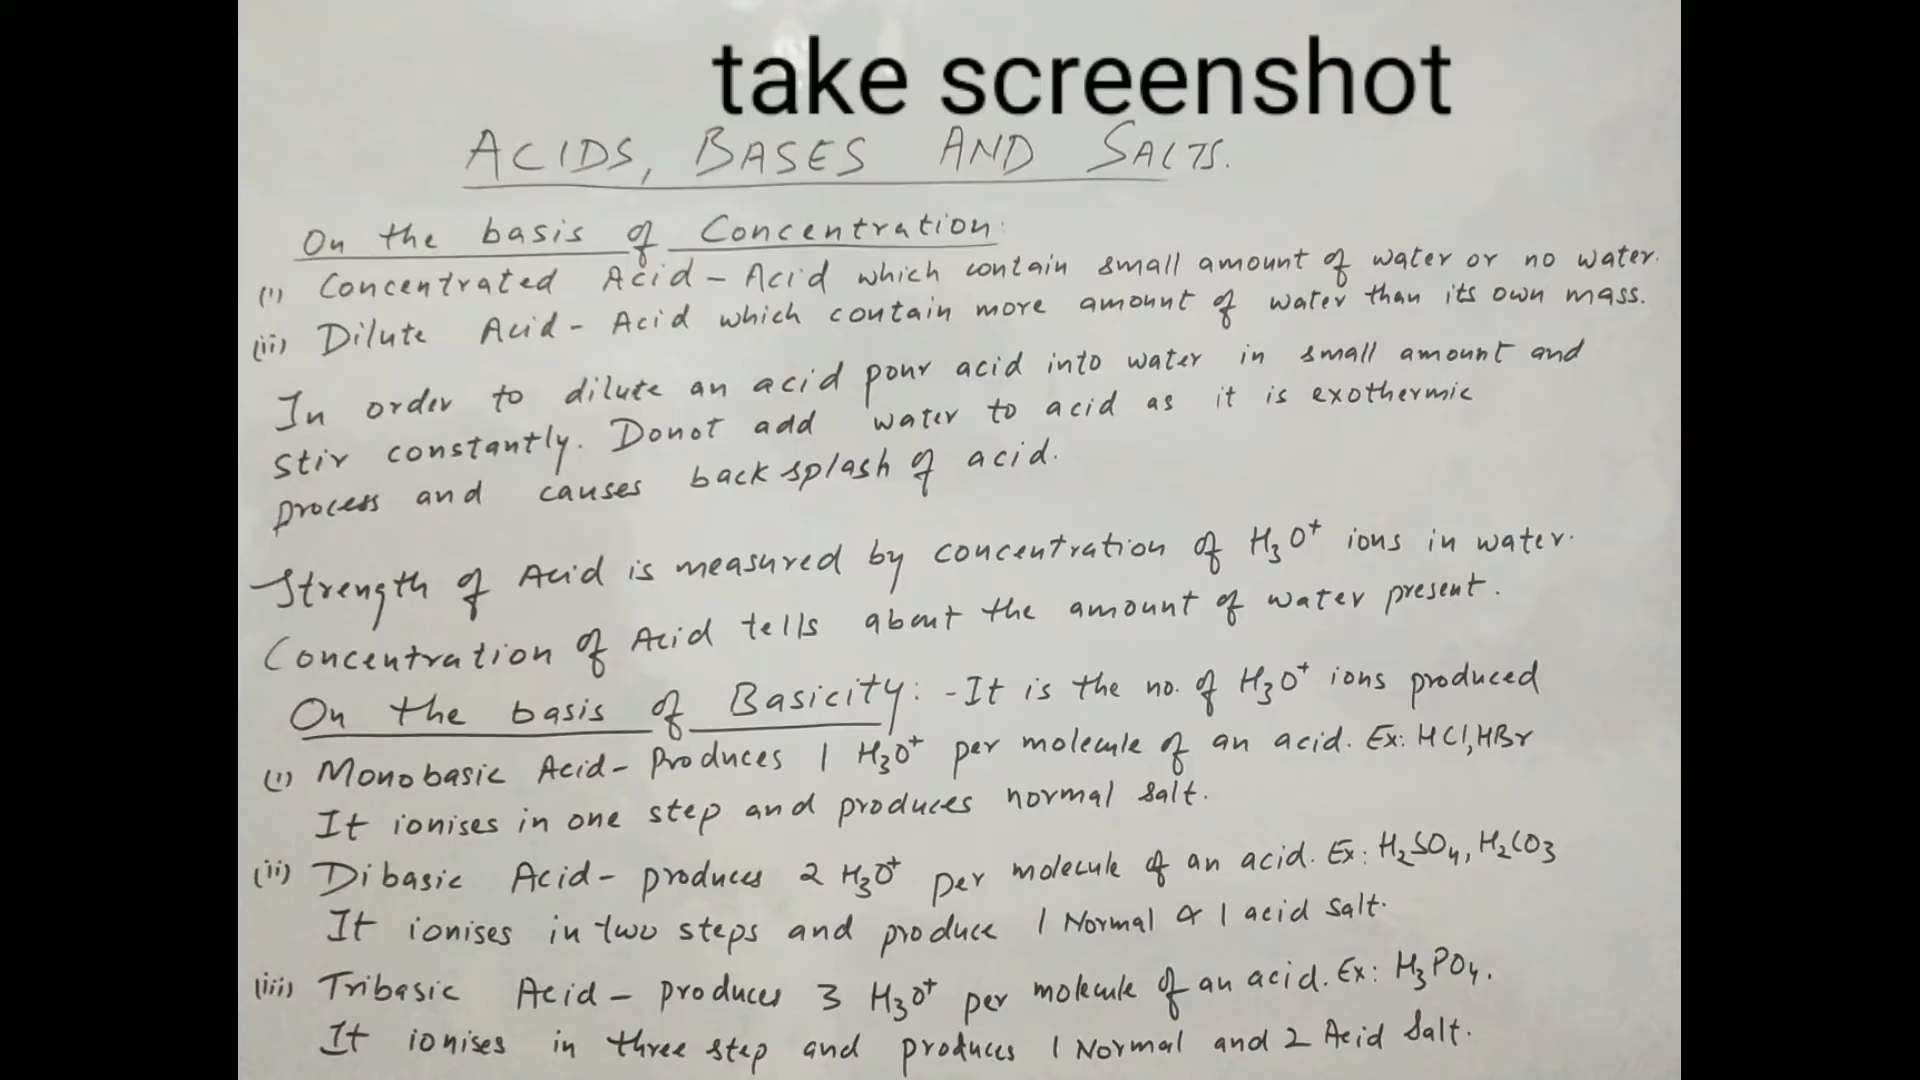 take screenshot
ACIDS, BASES AND SALTS.
On the basis of Concentration:
(i) Concentrated Acid - Acid which contain small amount of water or no water.
(ii) Dilute Acid - Acid which contain more amount of water than its own mass.
In order to dilute an acid pour acid into water in small amount and
stir constantly. Donot add water to acid as it is exothermic
process and causes back splash of acid.
Strength of Acid is measured by concentration of H₃O⁺ ions in water.
Concentration of Acid tells about the amount of water present.
On the basis of Basicity: - It is the no. of H₃O⁺ ions produced
(i) Monobasic Acid - Produces 1 H₃O⁺ per molecule of an acid. Ex: HCl, HBr
It ionises in one step and produces normal salt.
(ii) Dibasic Acid - produces 2 H₃O⁺ per molecule of an acid. Ex: H₂SO₄, H₂CO₃
It ionises in two steps and produce 1 Normal & 1 acid salt.
(iii) Tribasic Acid - produces 3 H₃O⁺ per molecule of an acid. Ex: H₃PO₄.
It ionises in three step and produces 1 Normal and 2 Acid Salt.